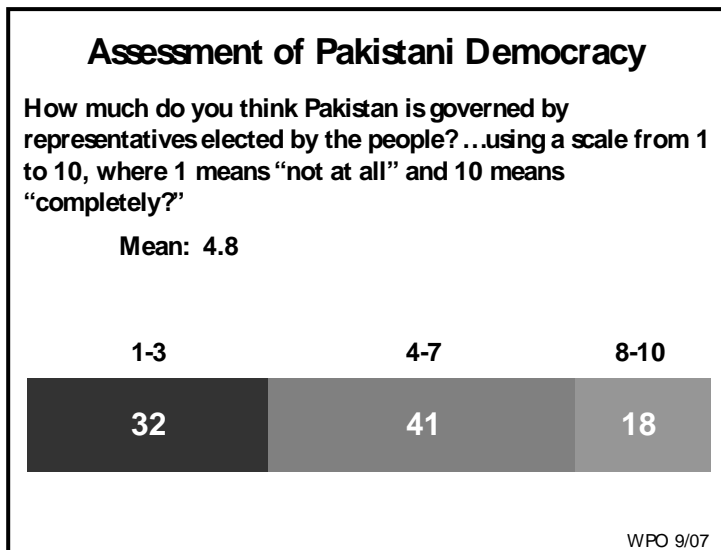 Assessment of Pakistani Democracy
How much do you think Pakistan is governed by
representatives elected by the people? …using a scale from 1
to 10, where 1 means “not at all” and 10 means
“completely?”
Mean: 4.8
1-3 4-7 8-10
32 41 18
WPO 9/07